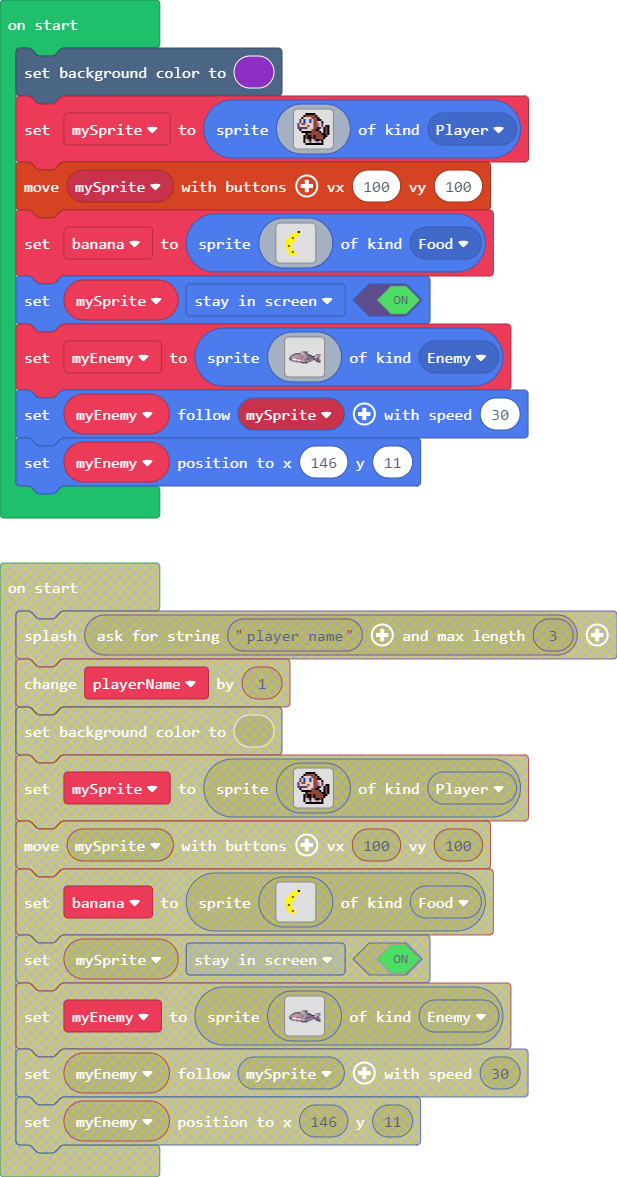 on start
set background color to
set mySprite to sprite of kind Player
move mySprite with buttons vx 100 vy 100
set banana to sprite of kind Food
set mySprite stay in screen ON
set myEnemy to sprite of kind Enemy
set myEnemy follow mySprite with speed 30
set myEnemy position to x 146 y 11
on start
splash ask for string "player name" and max length 3
change playerName by 1
set background color to
set mySprite to sprite of kind Player
move mySprite with buttons vx 100 vy 100
set banana to sprite of kind Food
set mySprite stay in screen ON
set myEnemy to sprite of kind Enemy
set myEnemy follow mySprite with speed 30
set myEnemy position to x 146 y 11